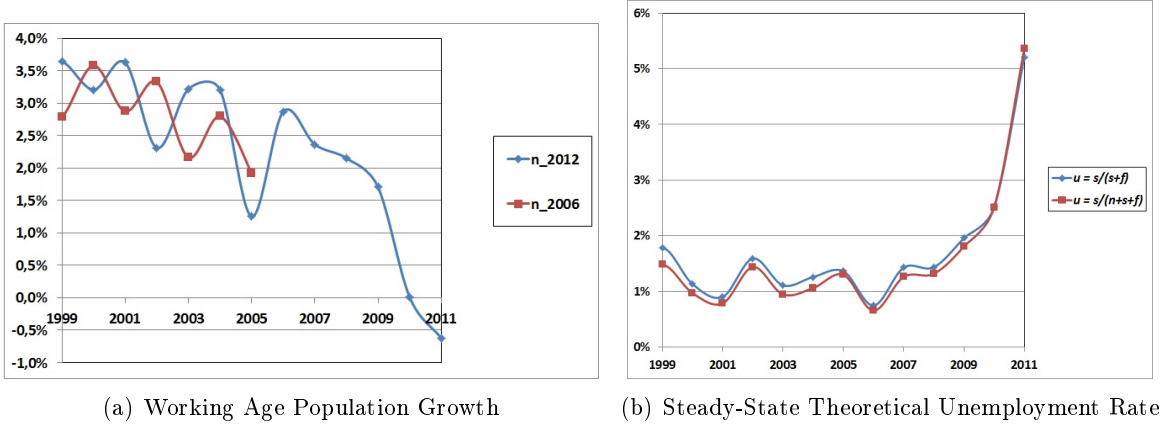 4,0%
3,5%
3,0%
2,5%
2,0%
1,5%
1,0%
0,5%
0,0%
-0,5%
-1,0%
1999 2001 2003 2005 2007 2009 2011
n_2012
n_2006
(a) Working Age Population Growth
6%
5%
4%
3%
2%
1%
0%
1999 2001 2003 2005 2007 2009 2011
u = s/(s+f)
u = s/(n+s+f)
(b) Steady-State Theoretical Unemployment Rate